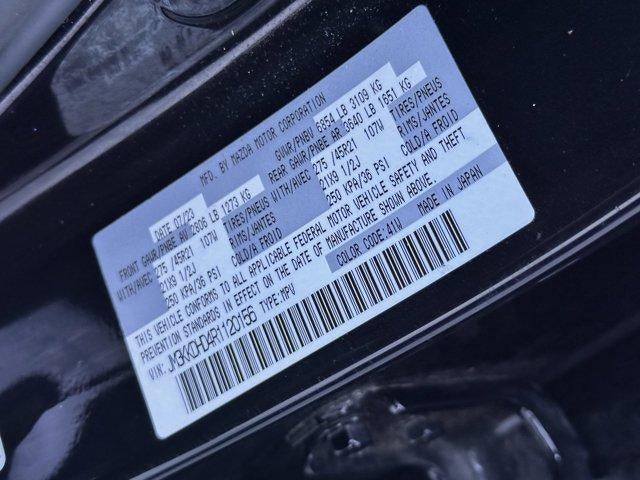 MFD. BY MAZDA MOTOR CORPORATION
DATE 07/23 GVWR/PNBV 6854 LB 3109 KG
FRONT GAWR/PNBE AV 2806 LB 1273 KG REAR GAWR/PNBE AR 3640 LB 1651 KG
WITH/AVEC 275 /45R21 107W TIRES/PNEUS WITH/AVEC 275 /45R21 107W TIRES/PNEUS
21X9 1/2J RIMS/JANTES 21X9 1/2J RIMS/JANTES
250 KPA/36 PSI COLD/A FROID 250 KPA/36 PSI COLD/A FROID
THIS VEHICLE CONFORMS TO ALL APPLICABLE FEDERAL MOTOR VEHICLE SAFETY AND THEFT
PREVENTION STANDARDS IN EFFECT ON THE DATE OF MANUFACTURE SHOWN ABOVE.
VIN: JM3KKDHD4R1120156 TYPE:MPV COLOR CODE:41W MADE IN JAPAN